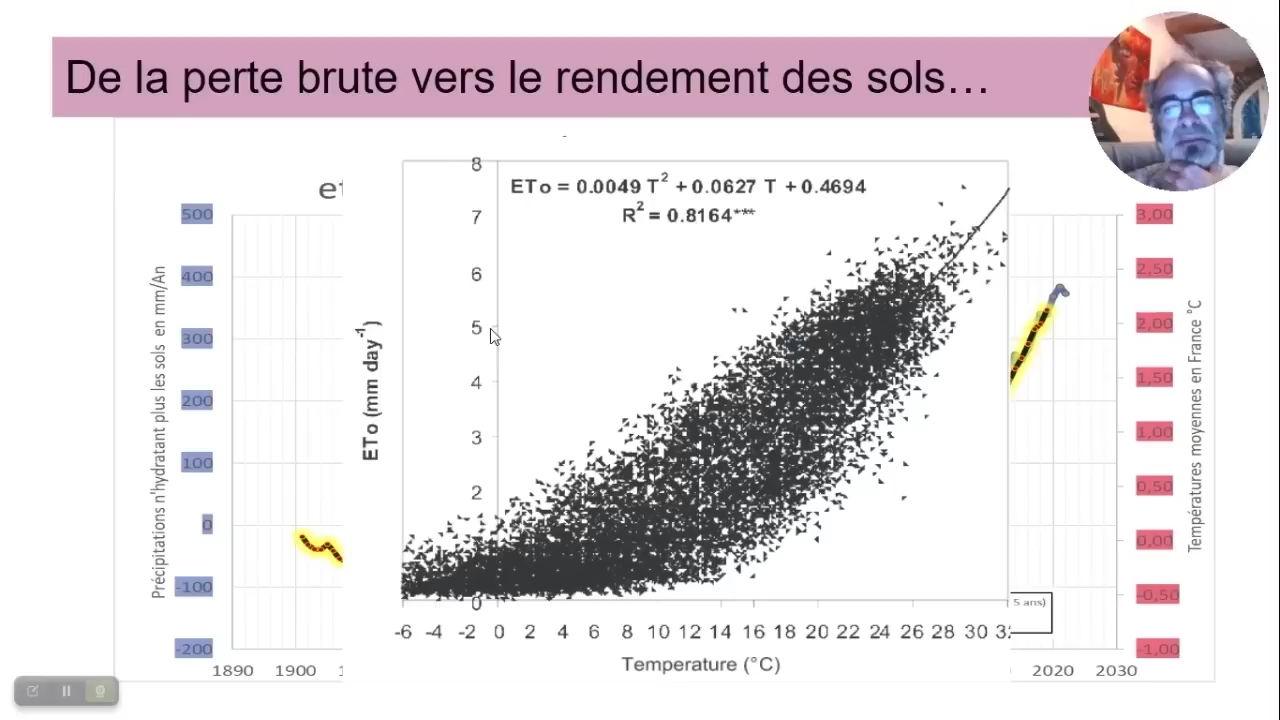 De la perte brute vers le rendement des sols…
et
ETo = 0.0049 T² + 0.0627 T + 0.4694
R² = 0.8164***
8
7
6
5
4
3
2
0
ETo (mm day⁻¹)
-6 -4 -2 0 2 4 6 8 10 12 14 16 18 20 22 24 26 28 30 32
Temperature (°C)
Précipitations n'hydratant plus les sols en mm/An
500
400
300
200
100
0
-100
-200
1890 1900 1
3,00
2,50
2,00
1,50
1,00
0,50
0,00
-0,50
-1,00
Températures moyennes en France °C
5 ans)
2020 2030